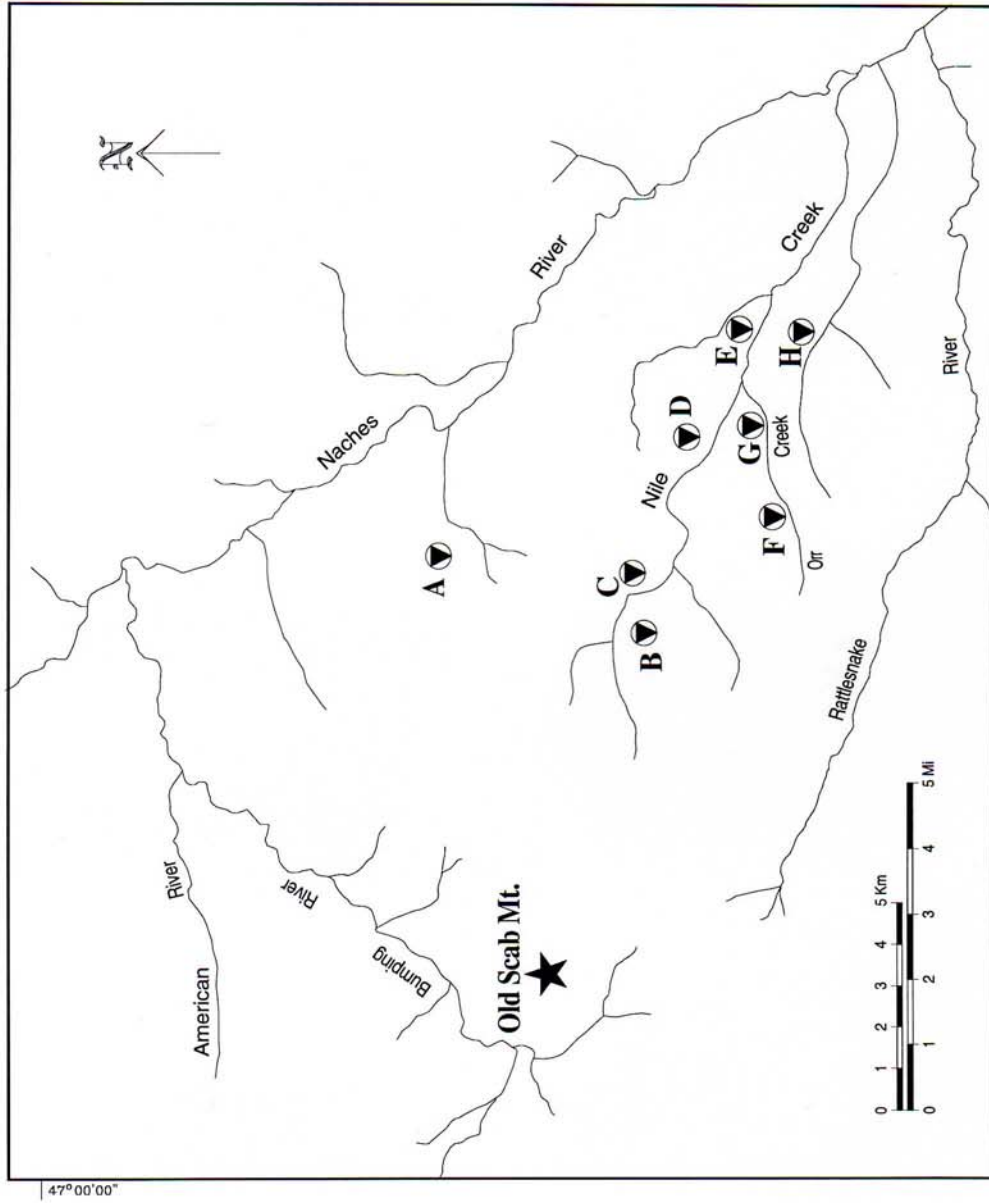 N
Naches
River
American
River
River
Bumping
Old Scab Mt.
A
B
C
D
E
F
G
H
Nile
Creek
Creek
Orr
Rattlesnake
River
0 1 2 3 4 5 Km
0 1 2 3 4 5 Mi
47°00'00"